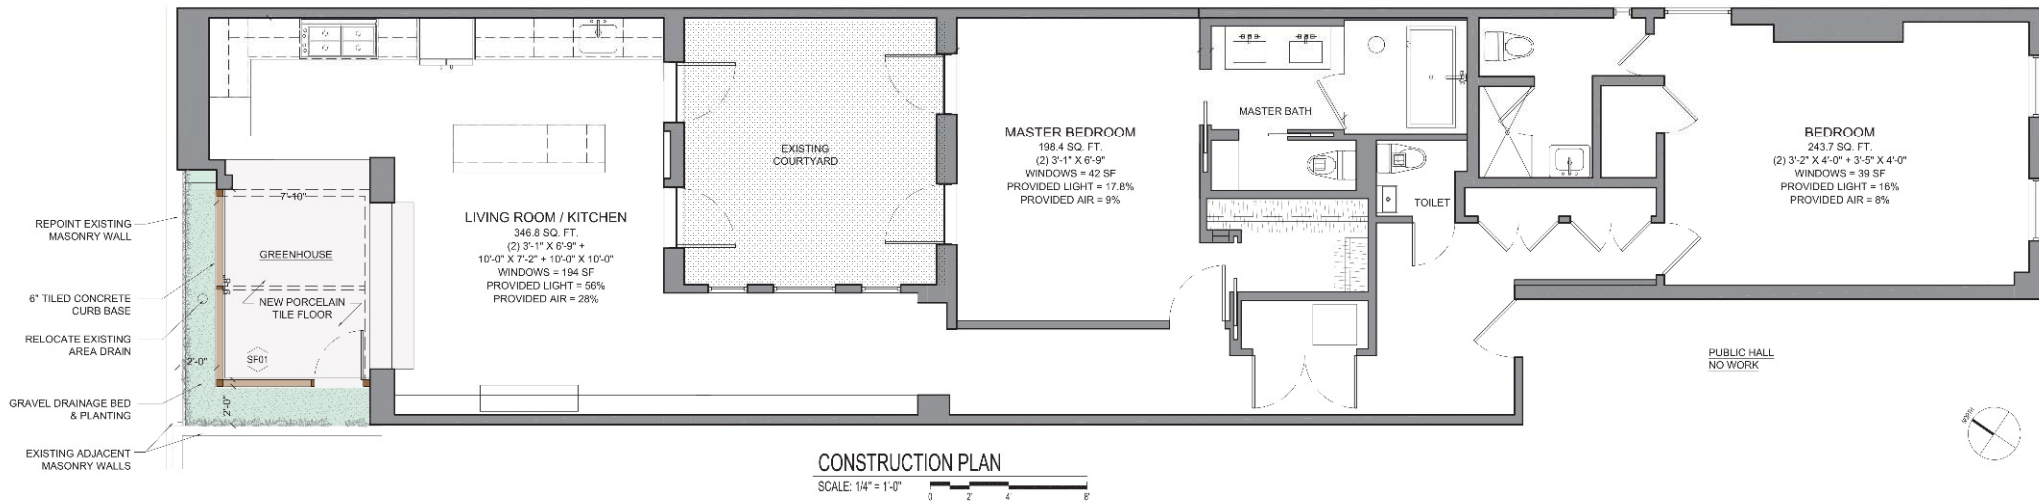 REPOINT EXISTING
MASONRY WALL
6" TILED CONCRETE
CURB BASE
RELOCATE EXISTING
AREA DRAIN
GRAVEL DRAINAGE BED
& PLANTING
EXISTING ADJACENT
MASONRY WALLS
7'-10"
GREENHOUSE
9'-8"
NEW PORCELAIN
TILE FLOOR
SF01
2'-0"
2'-0"
LIVING ROOM / KITCHEN
346.8 SQ. FT.
(2) 3'-1" X 6'-9" +
10'-0" X 7'-2" + 10'-0" X 10'-0"
WINDOWS = 194 SF
PROVIDED LIGHT = 56%
PROVIDED AIR = 28%
EXISTING
COURTYARD
MASTER BEDROOM
198.4 SQ. FT.
(2) 3'-1" X 6'-9"
WINDOWS = 42 SF
PROVIDED LIGHT = 17.8%
PROVIDED AIR = 9%
MASTER BATH
TOILET
BEDROOM
243.7 SQ. FT.
(2) 3'-2" X 4'-0" + 3'-5" X 4'-0"
WINDOWS = 39 SF
PROVIDED LIGHT = 16%
PROVIDED AIR = 8%
PUBLIC HALL
NO WORK
NORTH
CONSTRUCTION PLAN
SCALE: 1/4" = 1'-0"
0 2' 4' 8'